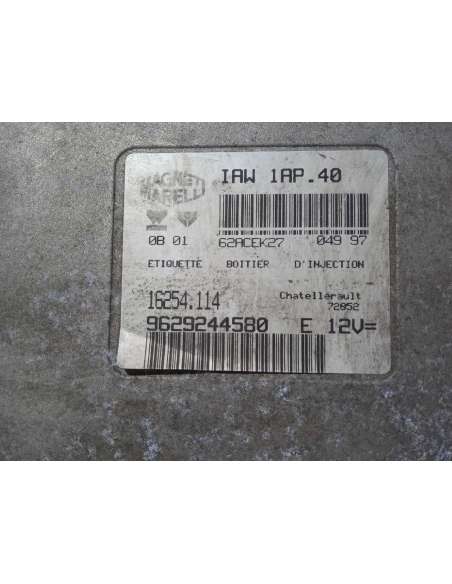 MAGNETI
MARELLI
IAW 1AP.40
0B 01
62ACEK27
049 97
ETIQUETTE BOITIER D'INJECTION
16254.114
Chatellerault
72052
9629244580 E 12V=